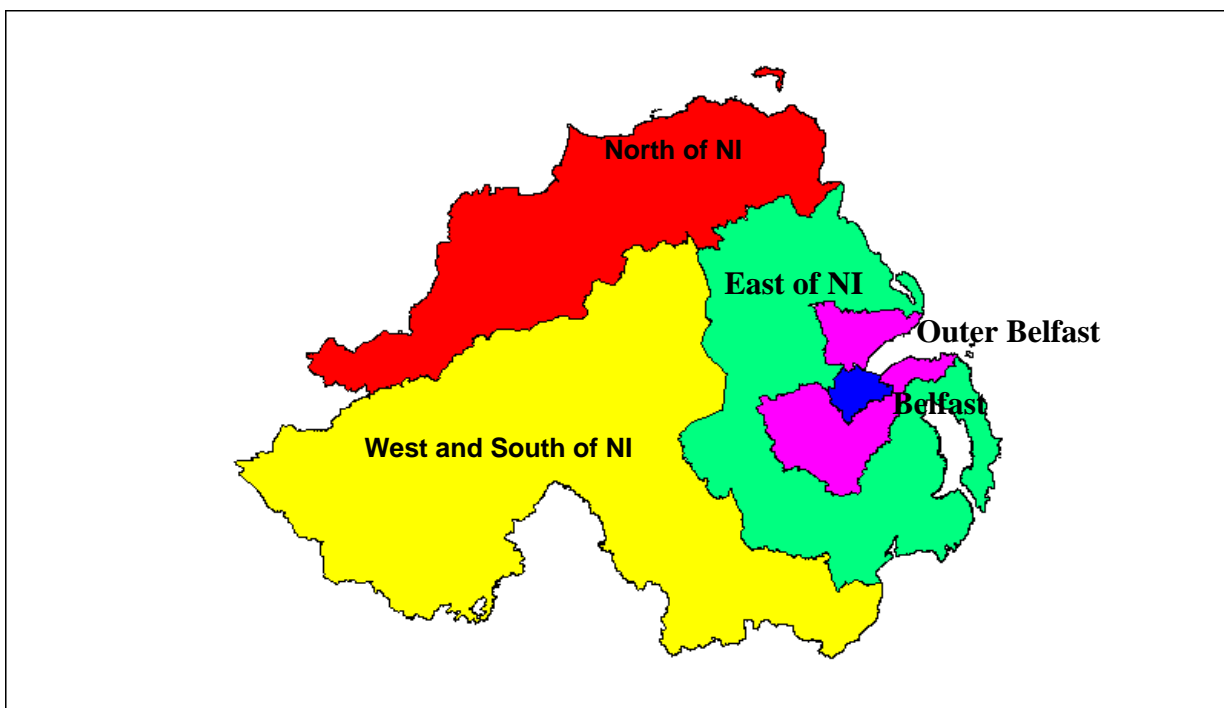 North of NI
East of NI
Outer Belfast
Belfast
West and South of NI